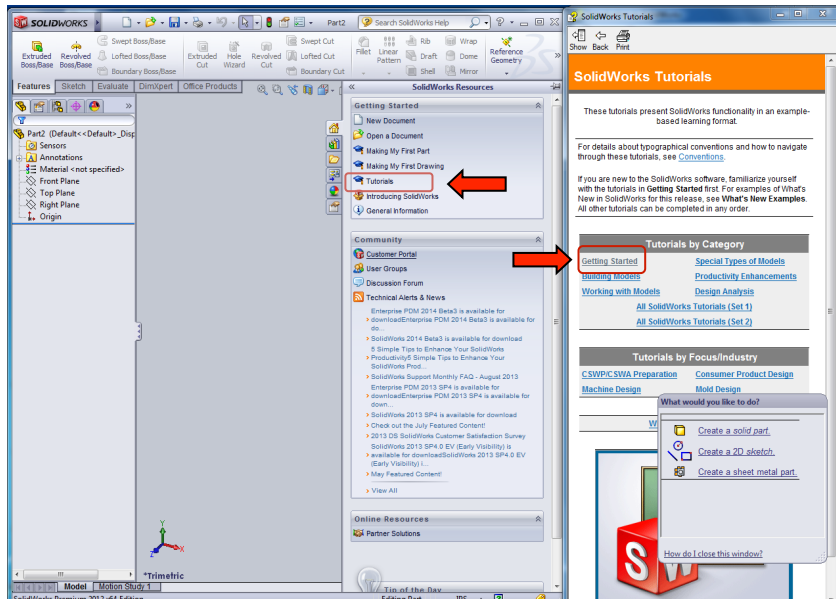 SOLIDWORKS
Part2
Search SolidWorks Help
Extruded Boss/Base
Revolved Boss/Base
Swept Boss/Base
Lofted Boss/Base
Boundary Boss/Base
Extruded Cut
Hole Wizard
Revolved Cut
Swept Cut
Lofted Cut
Boundary Cut
Fillet
Linear Pattern
Rib
Draft
Shell
Wrap
Dome
Mirror
Reference Geometry
Features
Sketch
Evaluate
DimXpert
Office Products
Part2 (Default<<Default>_Disp
Sensors
Annotations
Material <not specified>
Front Plane
Top Plane
Right Plane
Origin
Y
X
Z
*Trimetric
Model
Motion Study 1
SolidWorks Premium 2012 x64 Edition
Editing Part
IPS
SolidWorks Resources
Getting Started
New Document
Open a Document
Making My First Part
Making My First Drawing
Tutorials
Introducing SolidWorks
General Information
Community
Customer Portal
User Groups
Discussion Forum
Technical Alerts & News
Enterprise PDM 2014 Beta3 is available for
downloadEnterprise PDM 2014 Beta3 is available for
do...
SolidWorks 2014 Beta3 is available for download
5 Simple Tips to Enhance Your SolidWorks
Productivity5 Simple Tips to Enhance Your
SolidWorks Prod...
SolidWorks Support Monthly FAQ - August 2013
Enterprise PDM 2013 SP4 is available for
downloadEnterprise PDM 2013 SP4 is available for
down...
SolidWorks 2013 SP4 is available for download
Check out the July Featured Content!
2013 DS SolidWorks Customer Satisfaction Survey
SolidWorks 2013 SP4.0 EV (Early Visibility) is
available for downloadSolidWorks 2013 SP4.0 EV
(Early Visibility) i...
May Featured Content!
View All
Online Resources
Partner Solutions
Tip of the Day
SolidWorks Tutorials
Show Back Print
SolidWorks Tutorials
These tutorials present SolidWorks functionality in an example-
based learning format.
For details about typographical conventions and how to navigate
through these tutorials, see Conventions.
If you are new to the SolidWorks software, familiarize yourself
with the tutorials in Getting Started first. For examples of What's
New in SolidWorks for this release, see What's New Examples.
All other tutorials can be completed in any order.
Tutorials by Category
Getting Started Special Types of Models
Building Models Productivity Enhancements
Working with Models Design Analysis
All SolidWorks Tutorials (Set 1)
All SolidWorks Tutorials (Set 2)
Tutorials by Focus/Industry
CSWP/CSWA Preparation Consumer Product Design
Machine Design Mold Design
W
What would you like to do?
Create a solid part.
Create a 2D sketch.
Create a sheet metal part.
How do I close this window?
S W